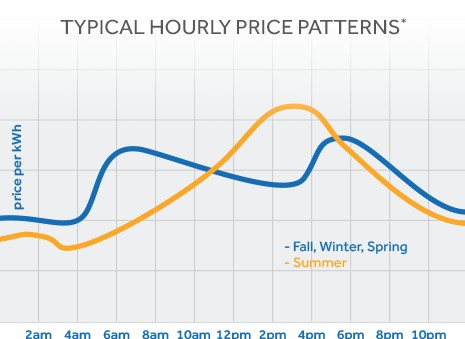 TYPICAL HOURLY PRICE PATTERNS*
price per kWh
- Fall, Winter, Spring
- Summer
2am 4am 6am 8am 10am 12pm 2pm 4pm 6pm 8pm 10pm